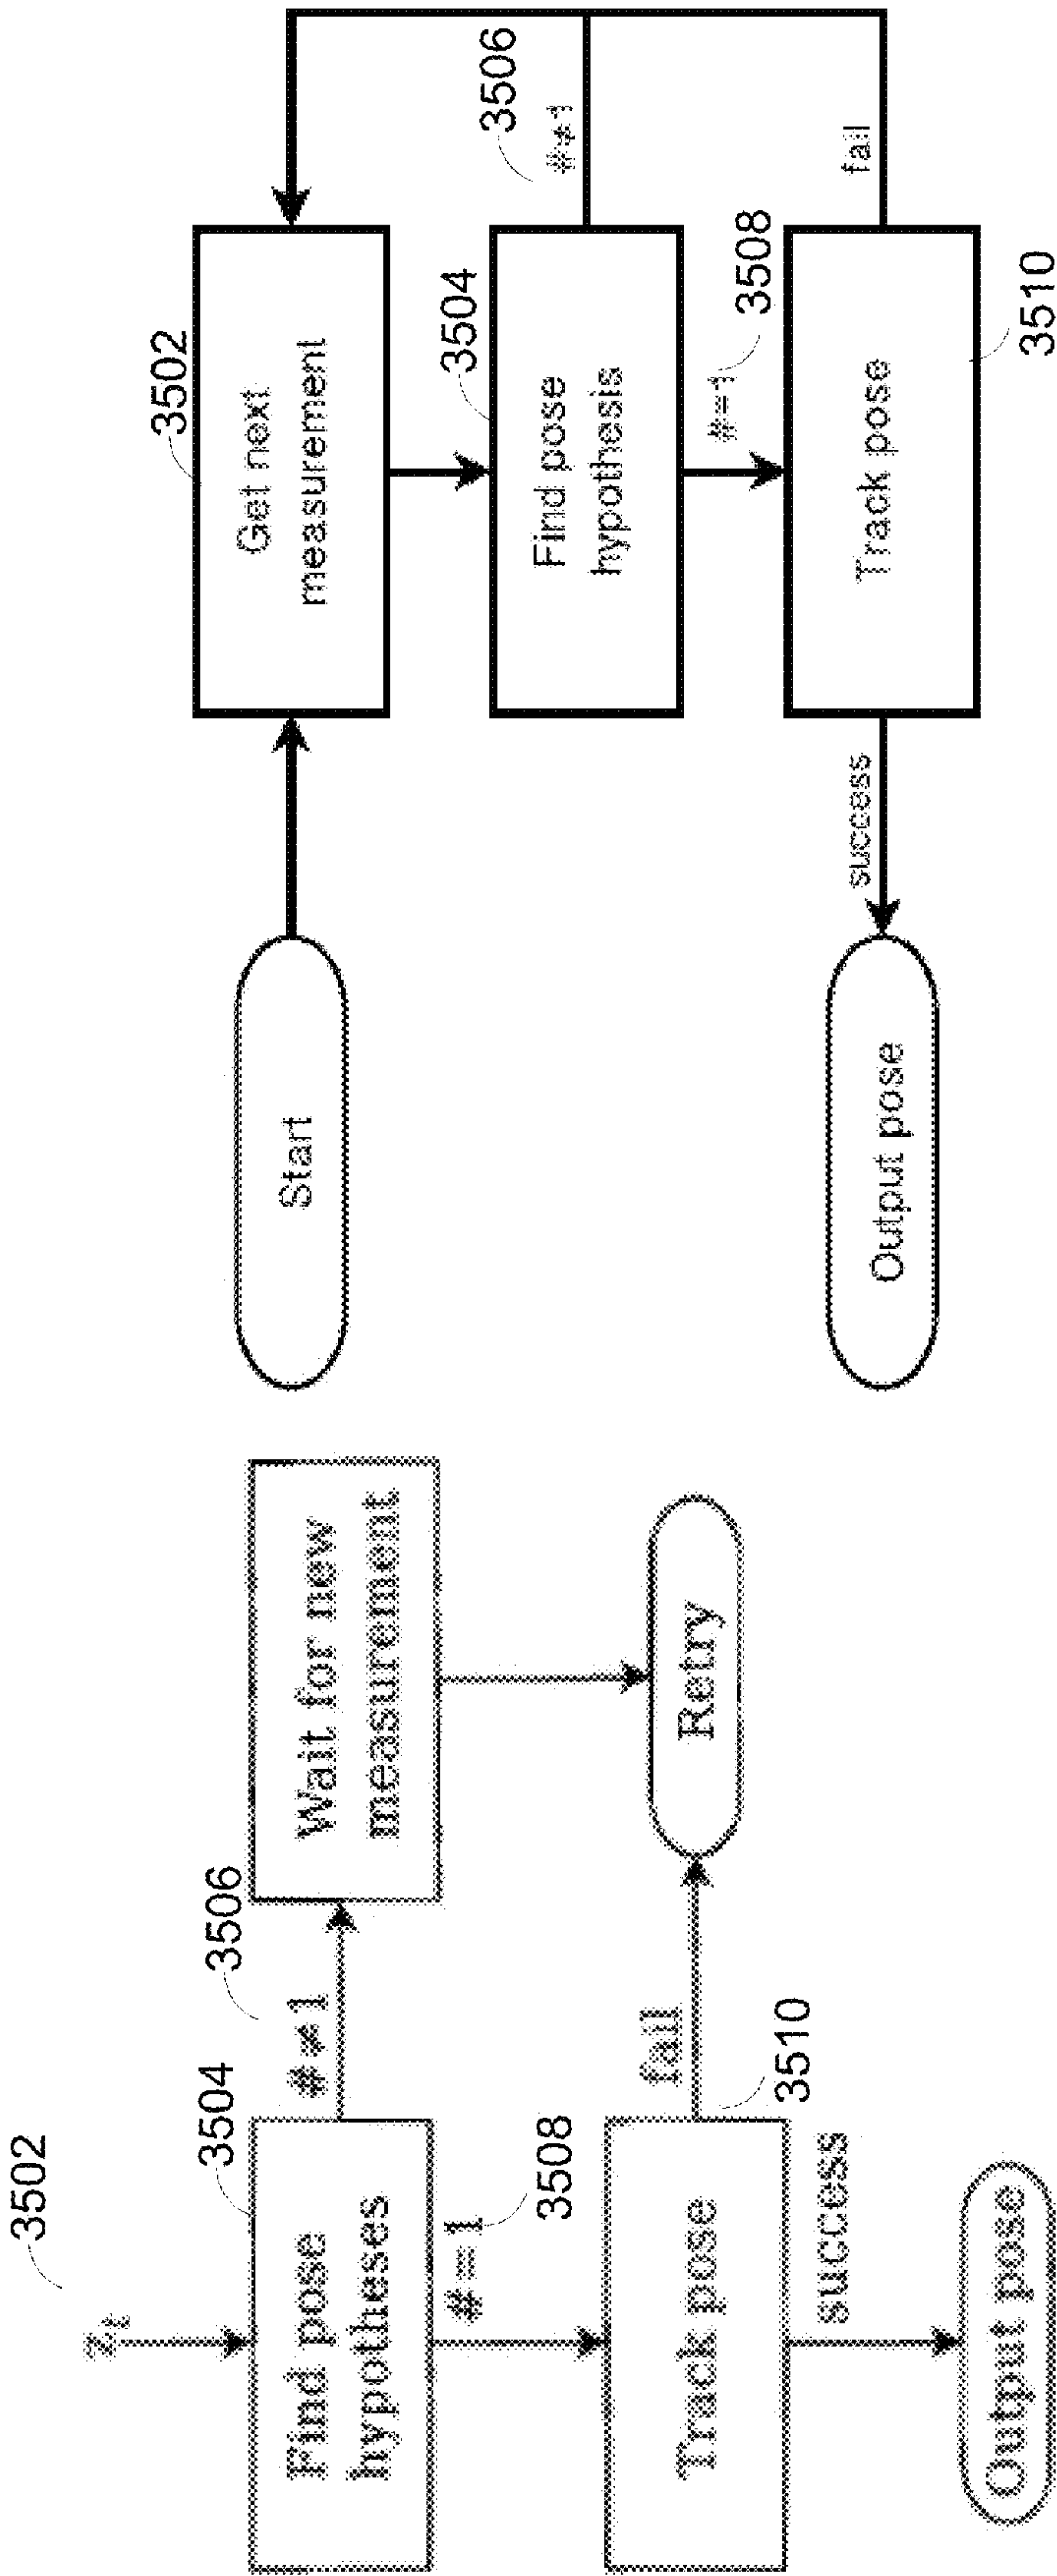 3502
z_t
3504
Find pose
hypotheses
3506
# ≠ 1
Wait for new
measurement
# = 1
3508
Track pose
3510
fail
Retry
success
Output pose
Start
3502
Get next
measurement
3504
Find pose
hypothesis
3506
#≠1
#=1
3508
Track pose
3510
fail
success
Output pose